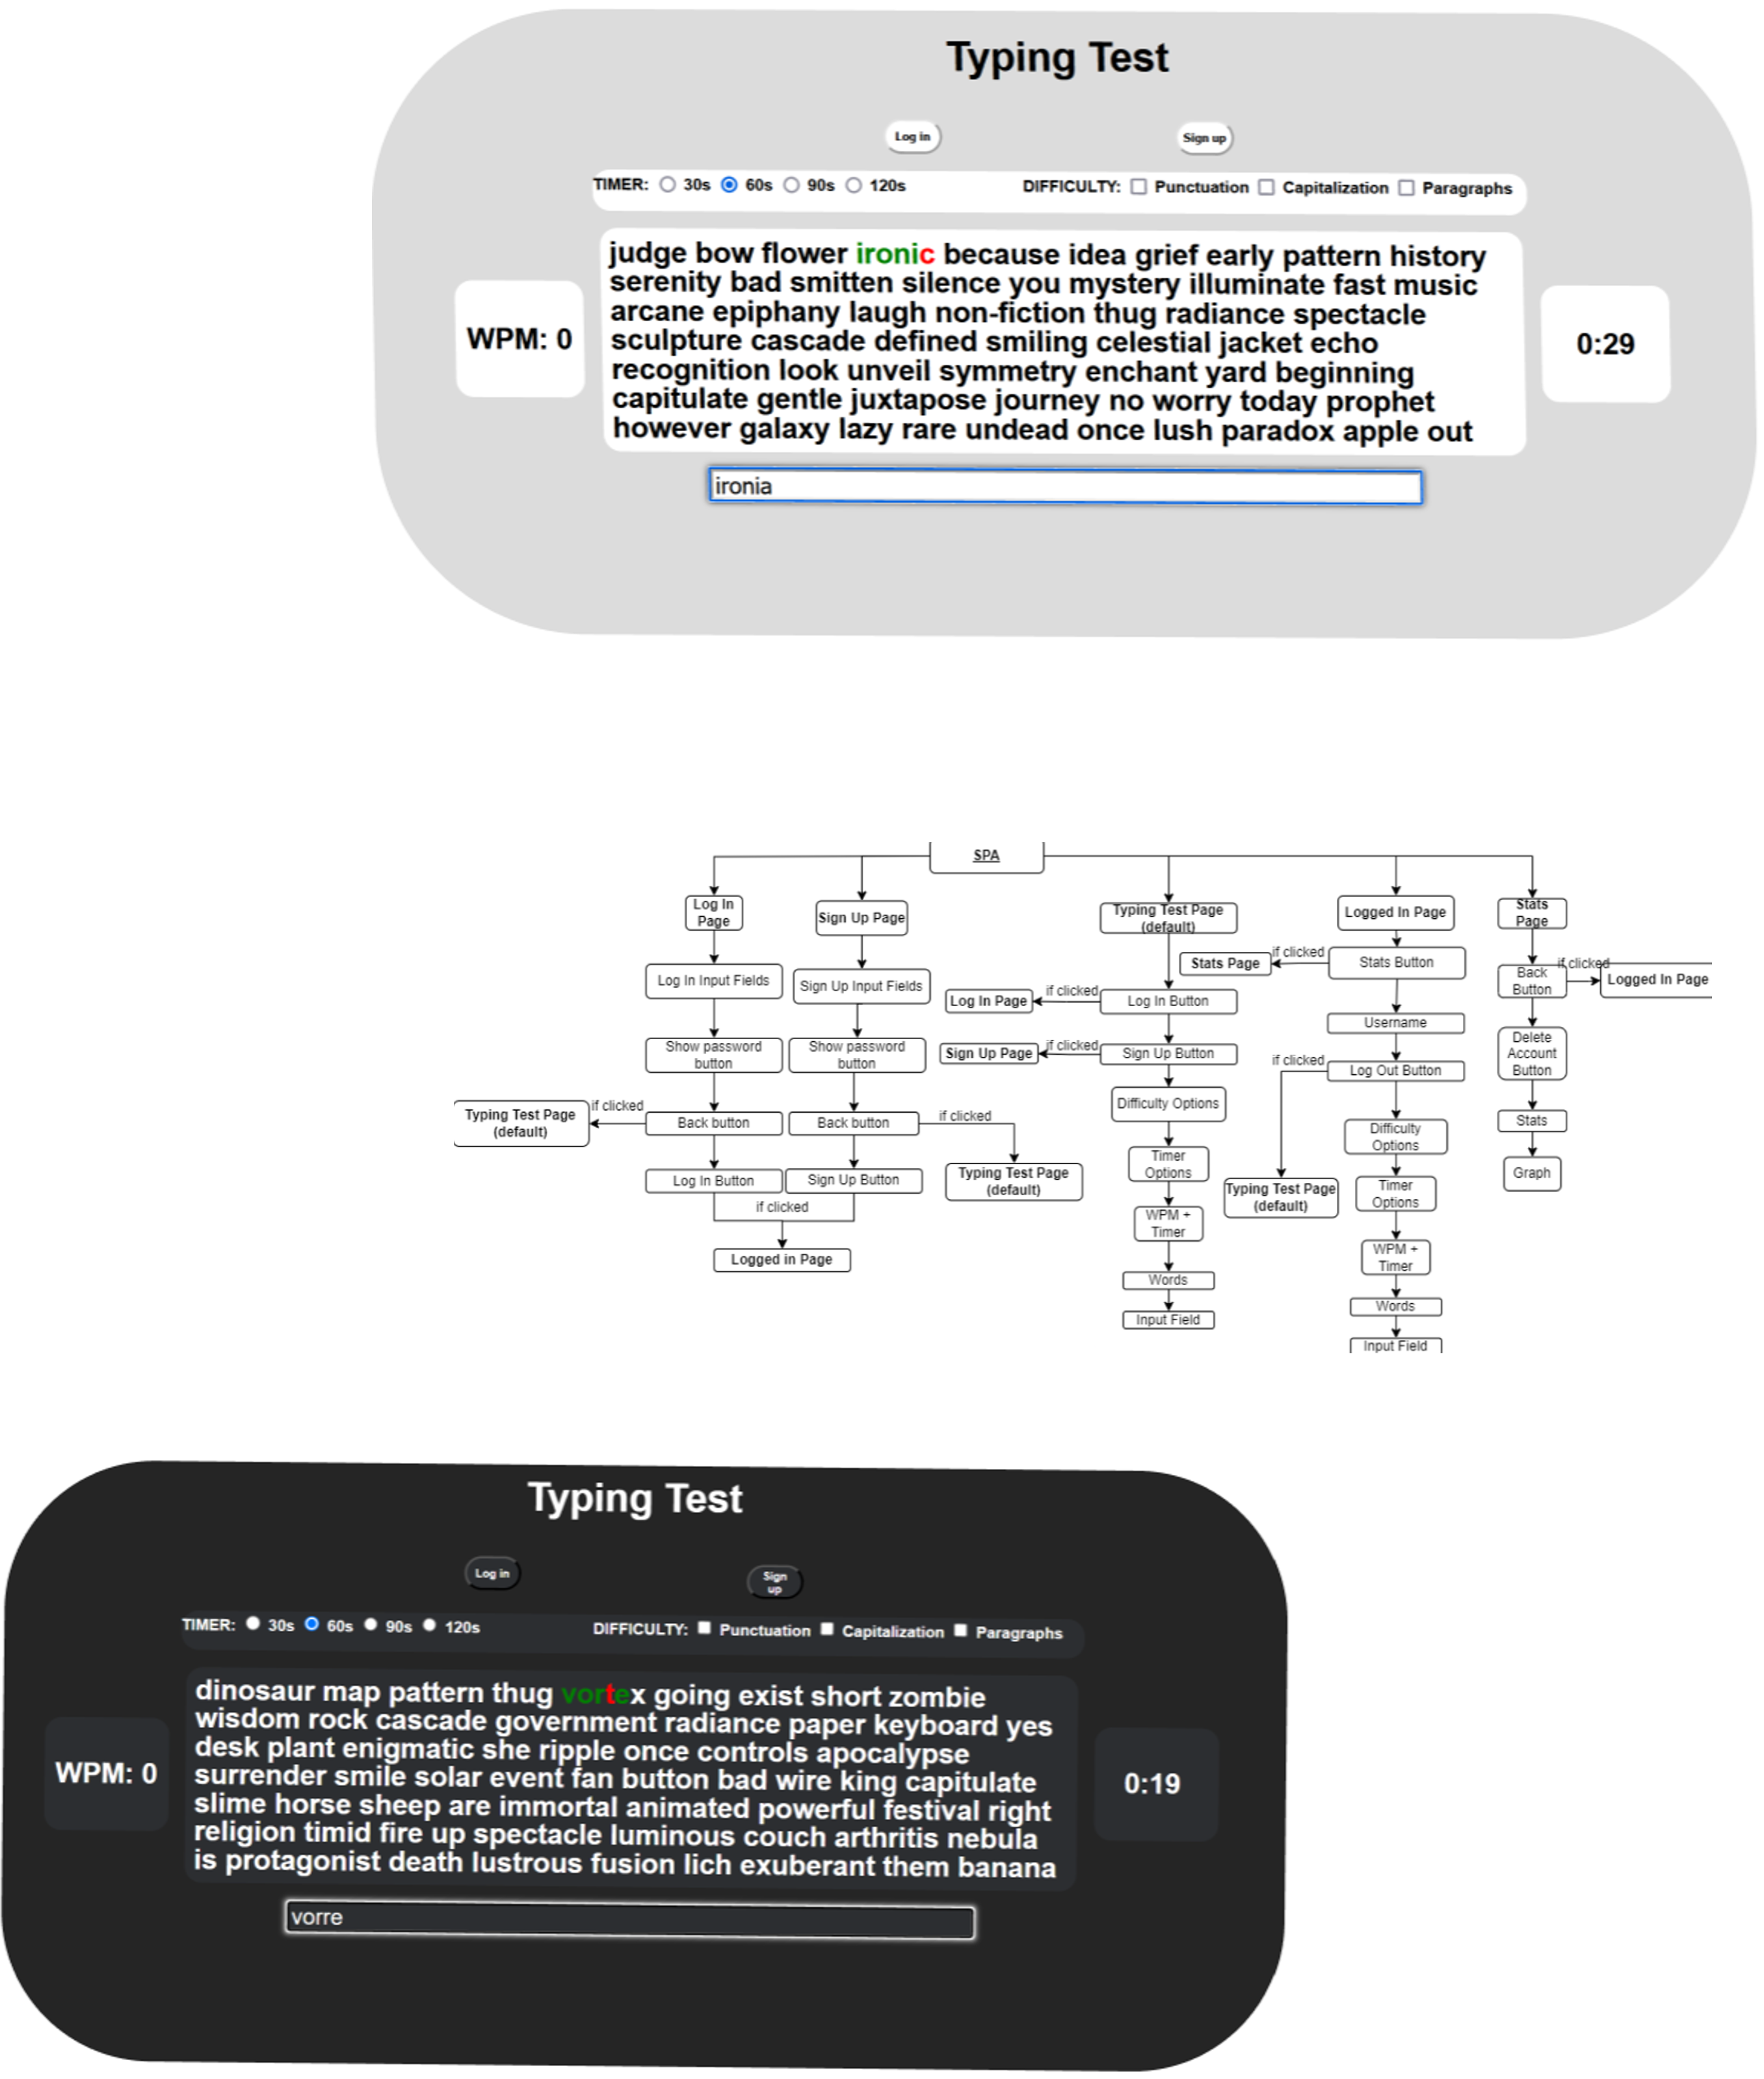 Typing Test
Log in
Sign up
TIMER: 30s 60s 90s 120s
DIFFICULTY: Punctuation Capitalization Paragraphs
judge bow flower ironic because idea grief early pattern history
serenity bad smitten silence you mystery illuminate fast music
arcane epiphany laugh non-fiction thug radiance spectacle
sculpture cascade defined smiling celestial jacket echo
recognition look unveil symmetry enchant yard beginning
capitulate gentle juxtapose journey no worry today prophet
however galaxy lazy rare undead once lush paradox apple out
WPM: 0
0:29
ironia
SPA
Log In
Page
Log In Input Fields
Show password
button
Back button
if clicked
Typing Test Page
(default)
Log In Button
Sign Up Page
Sign Up Input Fields
Show password
button
Back button
if clicked
Typing Test Page
(default)
Sign Up Button
if clicked
Logged in Page
Typing Test Page
(default)
Log In Button
if clicked
Log In Page
Sign Up Button
if clicked
Sign Up Page
Difficulty Options
Timer
Options
WPM +
Timer
Words
Input Field
Logged In Page
Stats Button
if clicked
Stats Page
Username
Log Out Button
if clicked
Typing Test Page
(default)
Difficulty
Options
Timer
Options
WPM +
Timer
Words
Input Field
Stats
Page
Back
Button
if clicked
Logged In Page
Delete
Account
Button
Stats
Graph
Typing Test
Log in
Sign
up
TIMER: 30s 60s 90s 120s
DIFFICULTY: Punctuation Capitalization Paragraphs
dinosaur map pattern thug vortex going exist short zombie
wisdom rock cascade government radiance paper keyboard yes
desk plant enigmatic she ripple once controls apocalypse
surrender smile solar event fan button bad wire king capitulate
slime horse sheep are immortal animated powerful festival right
religion timid fire up spectacle luminous couch arthritis nebula
is protagonist death lustrous fusion lich exuberant them banana
WPM: 0
0:19
vorre